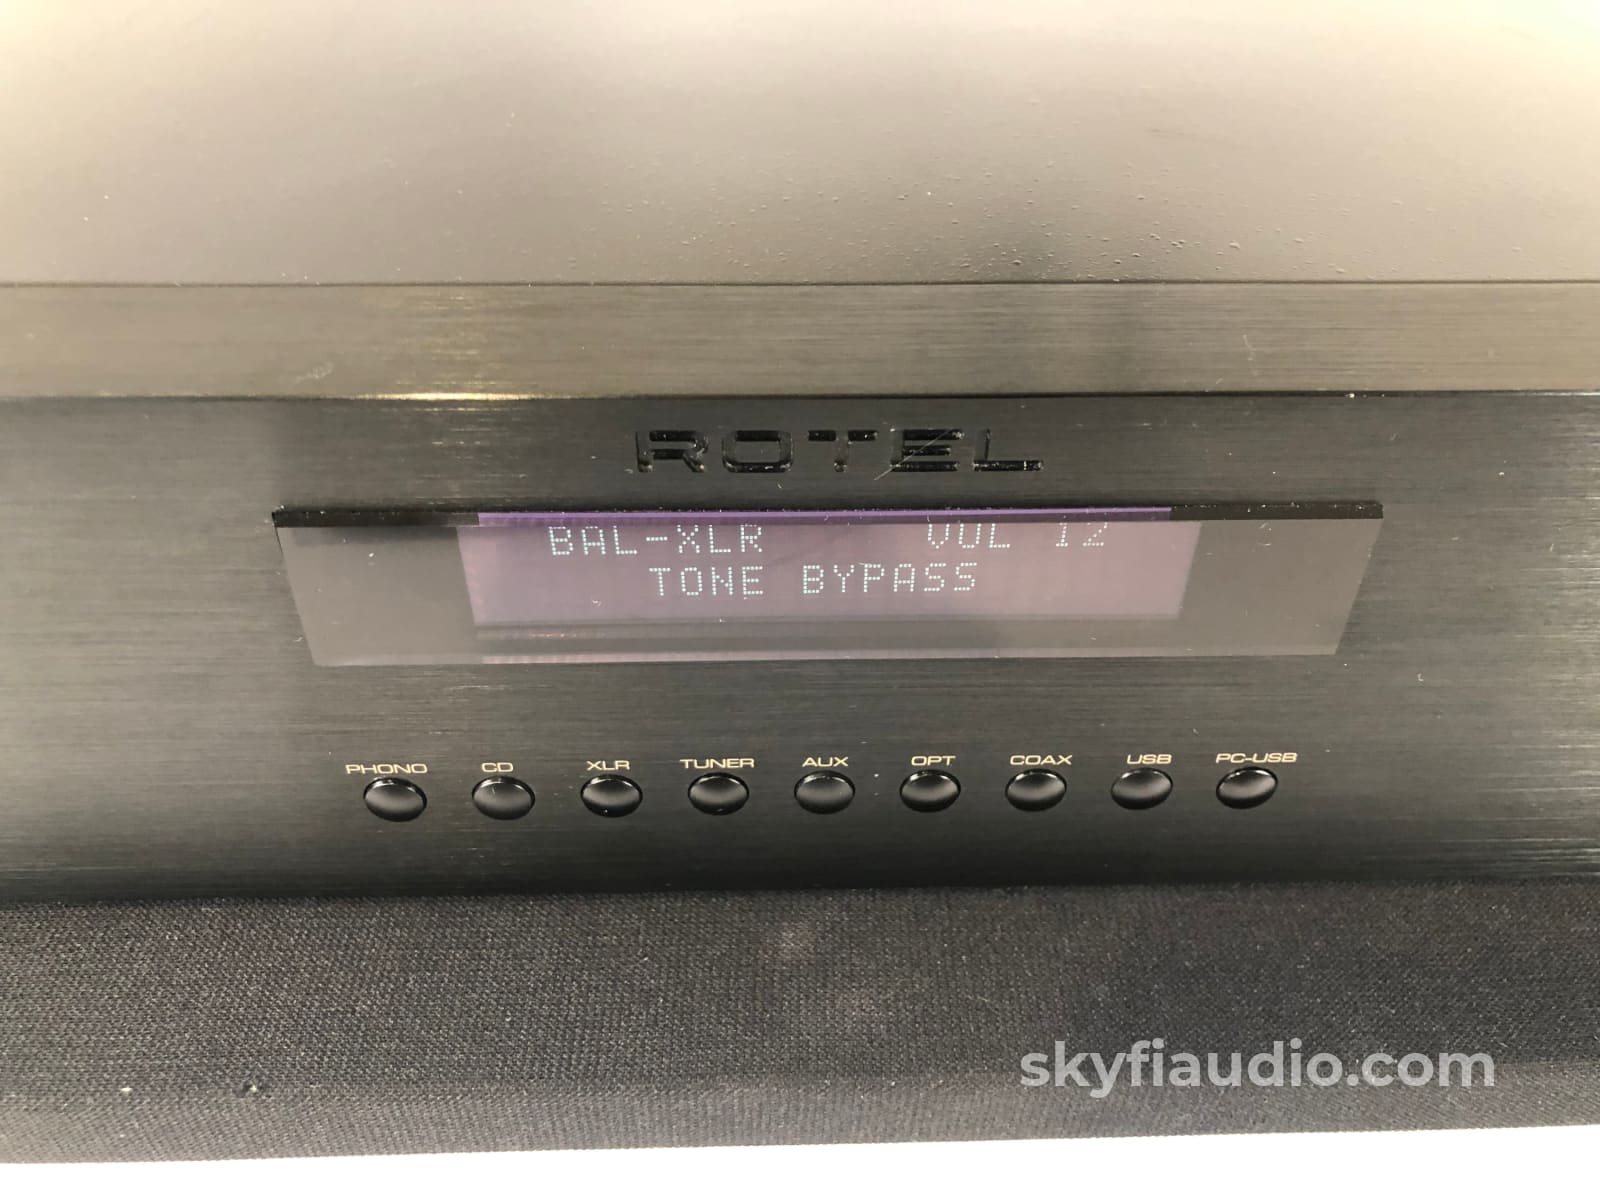 ROTEL
BAL-XLR VOL 12
TONE BYPASS
PHONO CD XLR TUNER AUX OPT COAX USB PC-USB
skyfiaudio.com